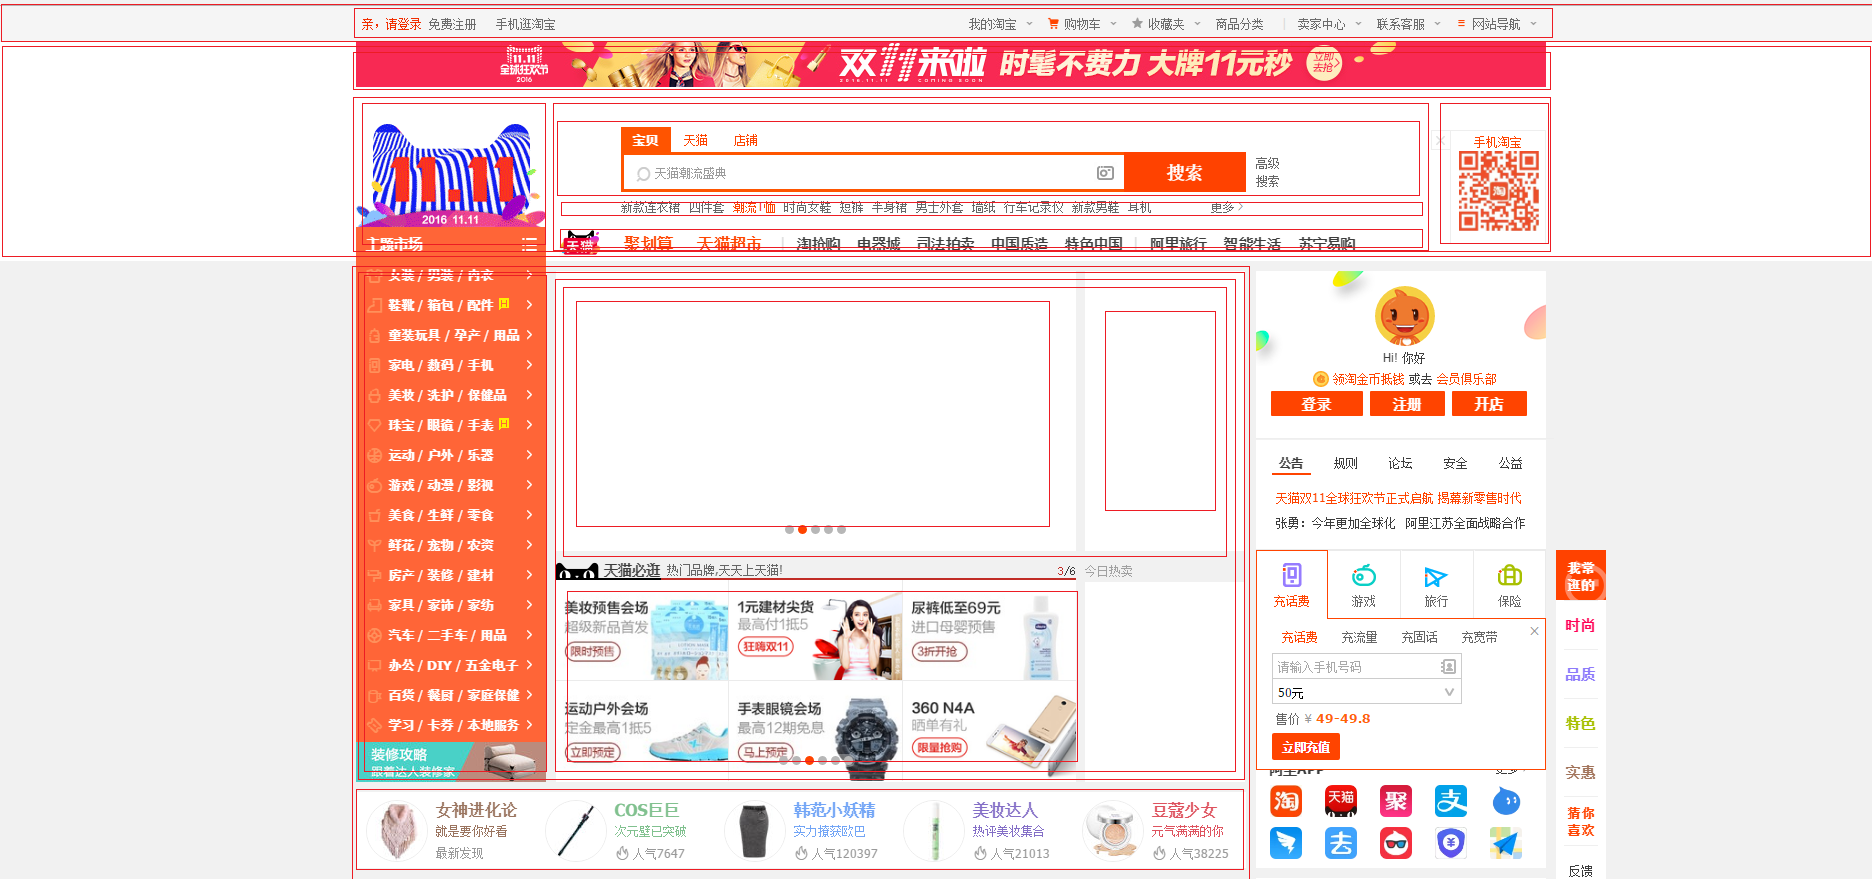 亲，请登录 免费注册 手机逛淘宝 我的淘宝 购物车 收藏夹 商品分类 卖家中心 联系客服 网站导航
11.11
全球狂欢节
2016
双11来啦
2016.11.11 COMING SOON
时髦不费力 大牌11元秒
立即去抢
11.11
2016 11.11
宝贝 天猫 店铺
天猫潮流盛典
搜索
高级
搜索
手机淘宝
新款连衣裙 四件套 潮流T恤 时尚女鞋 短裤 半身裙 男士外套 墙纸 行车记录仪 新款男鞋 耳机 更多
天猫 聚划算 天猫超市 淘抢购 电器城 司法拍卖 中国质造 特色中国 阿里旅行 智能生活 苏宁易购
主题市场
女装 / 男装 / 内衣
鞋靴 / 箱包 / 配件 H
童装玩具 / 孕产 / 用品
家电 / 数码 / 手机
美妆 / 洗护 / 保健品
珠宝 / 眼镜 / 手表 H
运动 / 户外 / 乐器
游戏 / 动漫 / 影视
美食 / 生鲜 / 零食
鲜花 / 宠物 / 农资
房产 / 装修 / 建材
家具 / 家饰 / 家纺
汽车 / 二手车 / 用品
办公 / DIY / 五金电子
百货 / 餐厨 / 家庭保健
学习 / 卡券 / 本地服务
装修攻略
跟着达人装修家
天猫必逛 热门品牌,天天上天猫! 3/6
今日热卖
美妆预售会场
超级新品首发
限时预售
1元建材尖货
最高付1抵5
狂嗨双11
尿裤低至69元
进口母婴预售
3折开抢
运动户外会场
定金最高1抵5
立即预定
手表眼镜会场
最高12期免息
马上预定
360 N4A
晒单有礼
限量抢购
Hi! 你好
领淘金币抵钱 或去 会员俱乐部
登录 注册 开店
公告 规则 论坛 安全 公益
天猫双11全球狂欢节正式启航 揭幕新零售时代
张勇：今年更加全球化 阿里江苏全面战略合作
充话费 游戏 旅行 保险
充话费 充流量 充固话 充宽带
请输入手机号码
50元
售价 ¥ 49-49.8
立即充值
阿里APP 更多
淘 天猫 聚 支
去
我常
逛的
时尚
品质
特色
实惠
猜你
喜欢
反馈
女神进化论
就是要你好看
最新发现
COS巨巨
次元壁已突破
人气7647
韩范小妖精
实力撩获欧巴
人气120397
美妆达人
热评美妆集合
人气21013
豆蔻少女
元气满满的你
人气38225